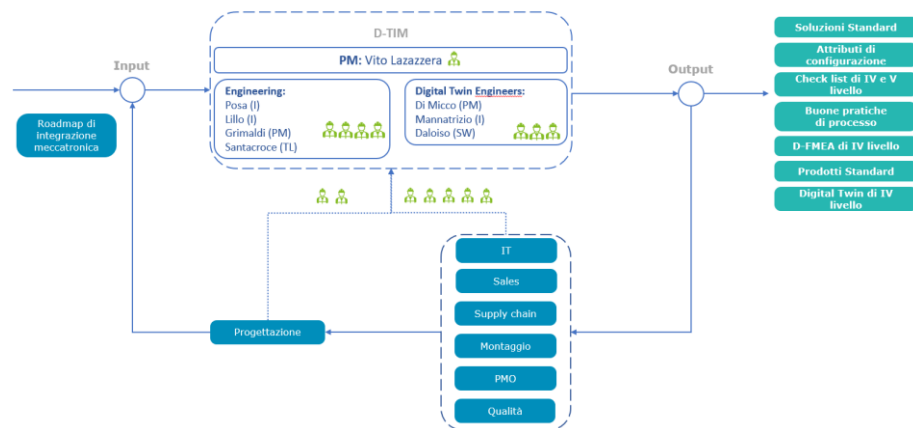 D-TIM
PM: Vito Lazazzera
Input
Output
Engineering:
Posa (I)
Lillo (I)
Grimaldi (PM)
Santacroce (TL)
Digital Twin Engineers:
Di Micco (PM)
Mannatrizio (I)
Daloiso (SW)
Roadmap di
integrazione
meccatronica
Soluzioni Standard
Attributi di
configurazione
Check list di IV e V
livello
Buone pratiche
di processo
D-FMEA di IV livello
Prodotti Standard
Digital Twin di IV
livello
IT
Sales
Supply chain
Progettazione
Montaggio
PMO
Qualità